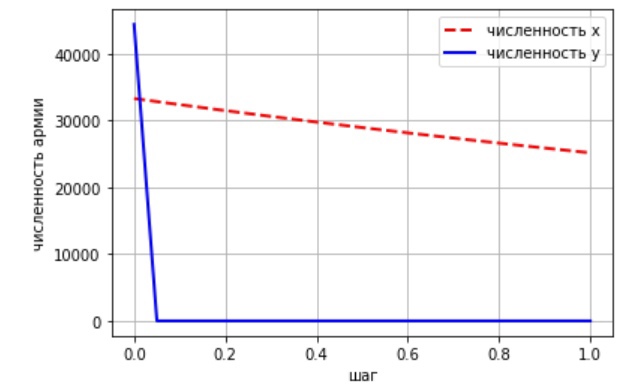 численность x
численность y
численность армии
40000
30000
20000
10000
0
0.0 0.2 0.4 0.6 0.8 1.0
шаг